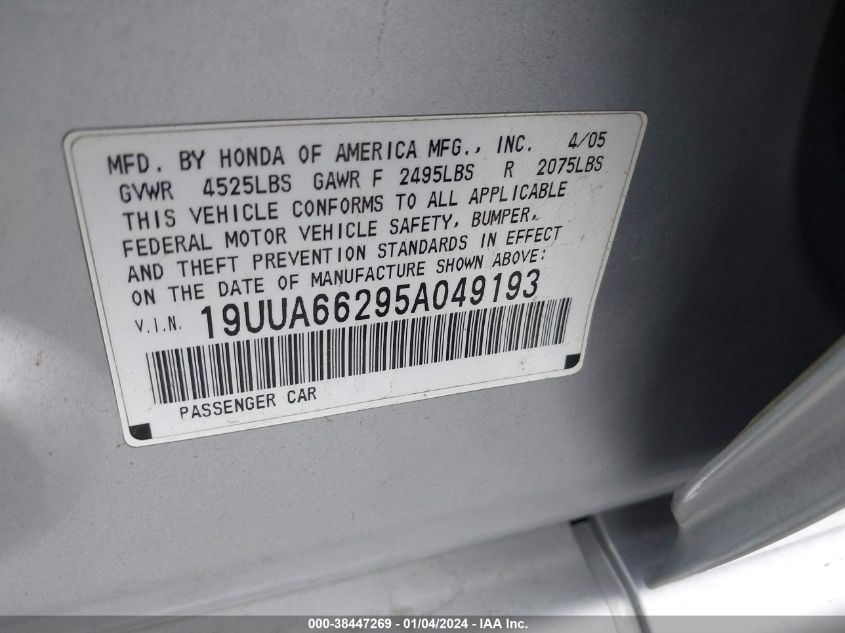 MFD. BY HONDA OF AMERICA MFG., INC. 4/05
GVWR 4525LBS GAWR F 2495LBS R 2075LBS
THIS VEHICLE CONFORMS TO ALL APPLICABLE
FEDERAL MOTOR VEHICLE SAFETY, BUMPER,
AND THEFT PREVENTION STANDARDS IN EFFECT
ON THE DATE OF MANUFACTURE SHOWN ABOVE:
V.I.N. 19UUA66295A049193
PASSENGER CAR
000-38447269 - 01/04/2024 - IAA Inc.